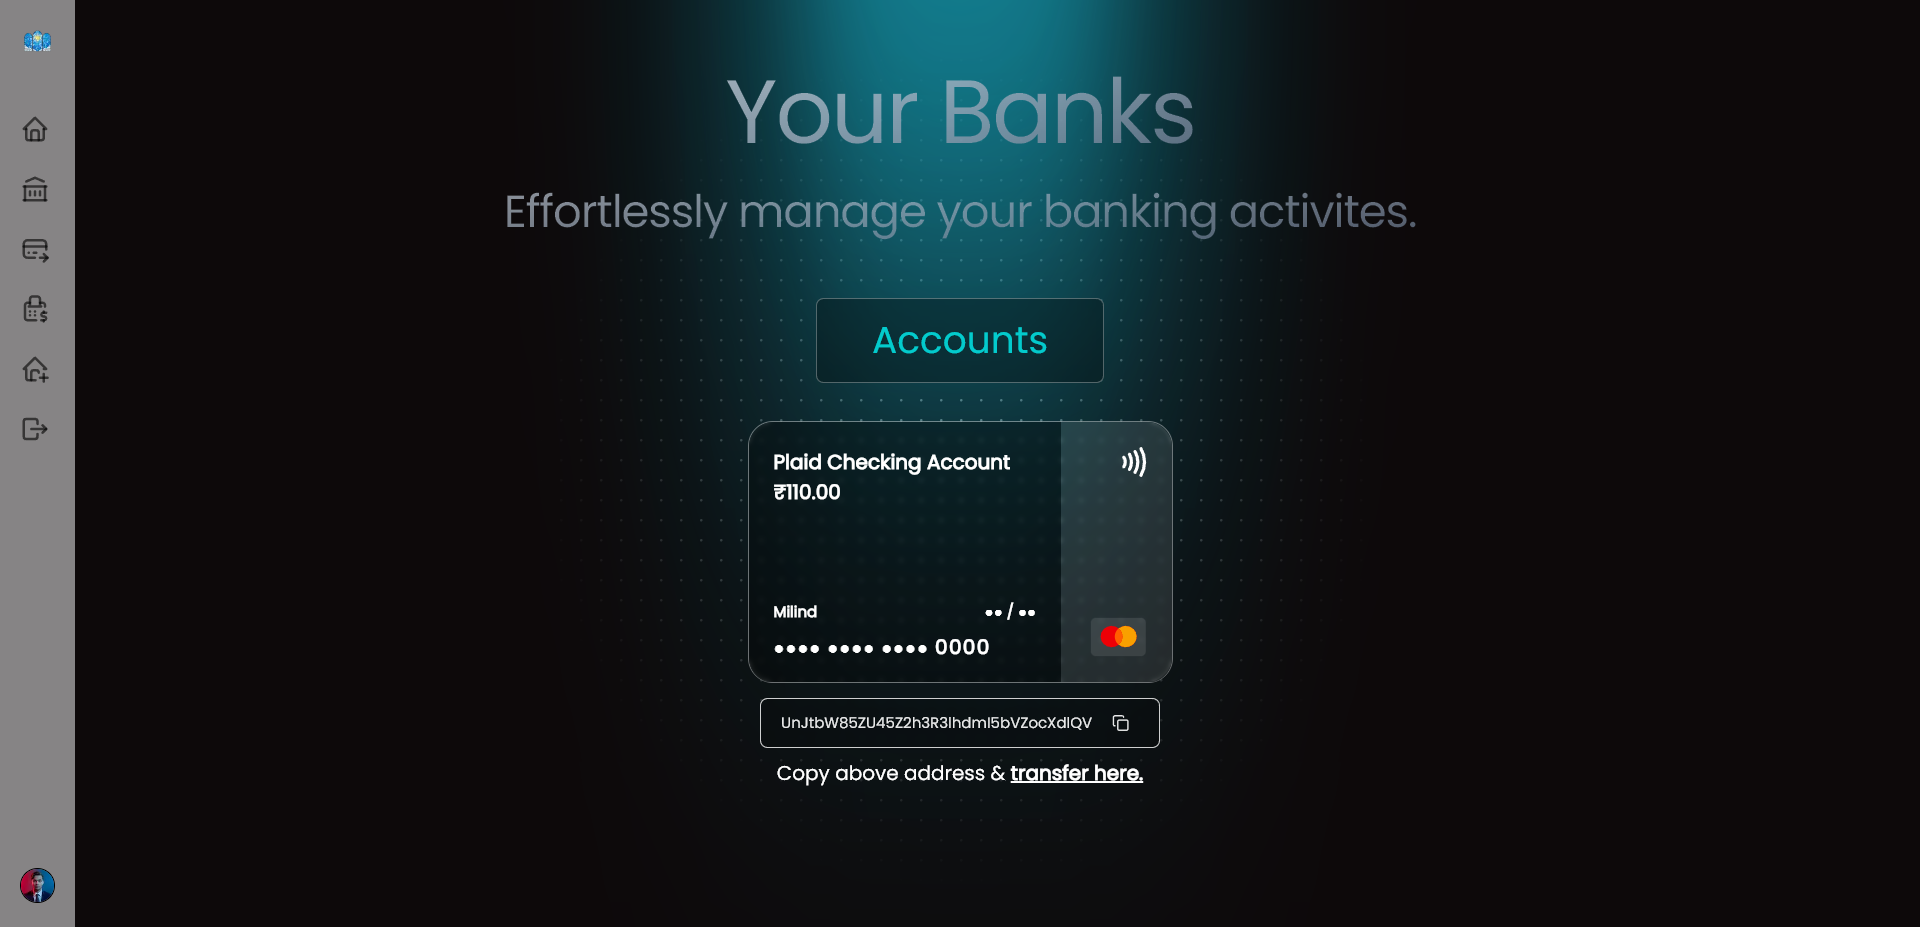 Your Banks
Effortlessly manage your banking activites.
Accounts
Plaid Checking Account
₹110.00
Milind •• / ••
•••• •••• •••• 0000
UnJtbW85ZU45Z2h3R3lhdml5bVZocXdlQV
Copy above address & transfer here.